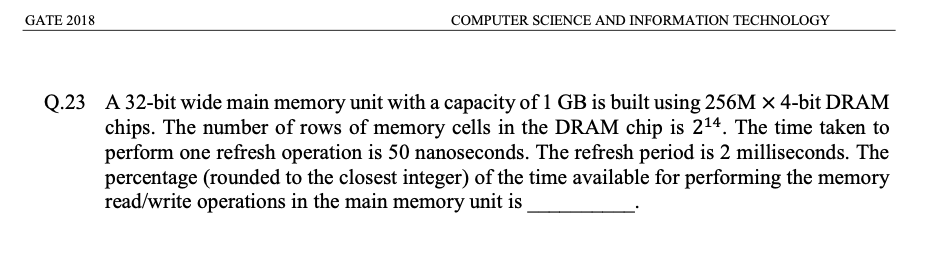 GATE 2018 COMPUTER SCIENCE AND INFORMATION TECHNOLOGY
Q.23 A 32-bit wide main memory unit with a capacity of 1 GB is built using 256M × 4-bit DRAM
chips. The number of rows of memory cells in the DRAM chip is 2¹⁴. The time taken to
perform one refresh operation is 50 nanoseconds. The refresh period is 2 milliseconds. The
percentage (rounded to the closest integer) of the time available for performing the memory
read/write operations in the main memory unit is __________.